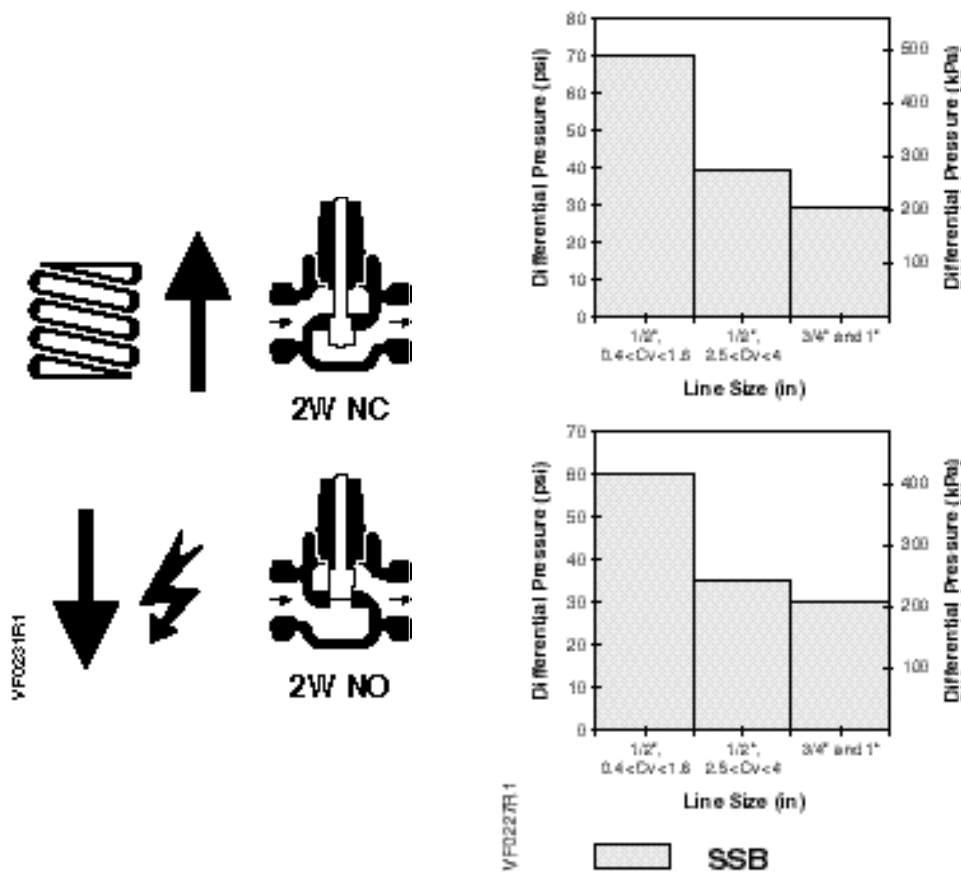 2W NC
2W NO
VF0231R1
Differential Pressure (psi)
80
70
60
50
40
30
20
10
0
500
400
300
200
100
Differential Pressure (kPa)
1/2", 1/2", 3/4" and 1"
0.4<Cv<1.6 2.5<Cv<4
Line Size (in)
Differential Pressure (psi)
70
60
50
40
30
20
10
0
400
300
200
100
Differential Pressure (kPa)
1/2", 1/2", 3/4" and 1"
0.4<Cv<1.6 2.5<Cv<4
Line Size (in)
VF0227R1
SSB